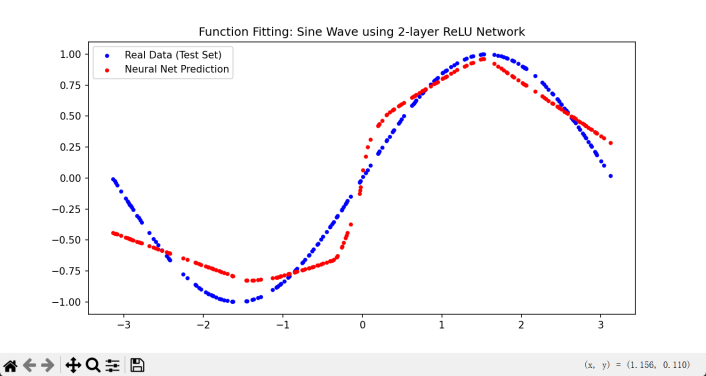 Function Fitting: Sine Wave using 2-layer ReLU Network
Real Data (Test Set)
Neural Net Prediction
1.00
0.75
0.50
0.25
0.00
−0.25
−0.50
−0.75
−1.00
−3 −2 −1 0 1 2 3
(x, y) = (1.156, 0.110)